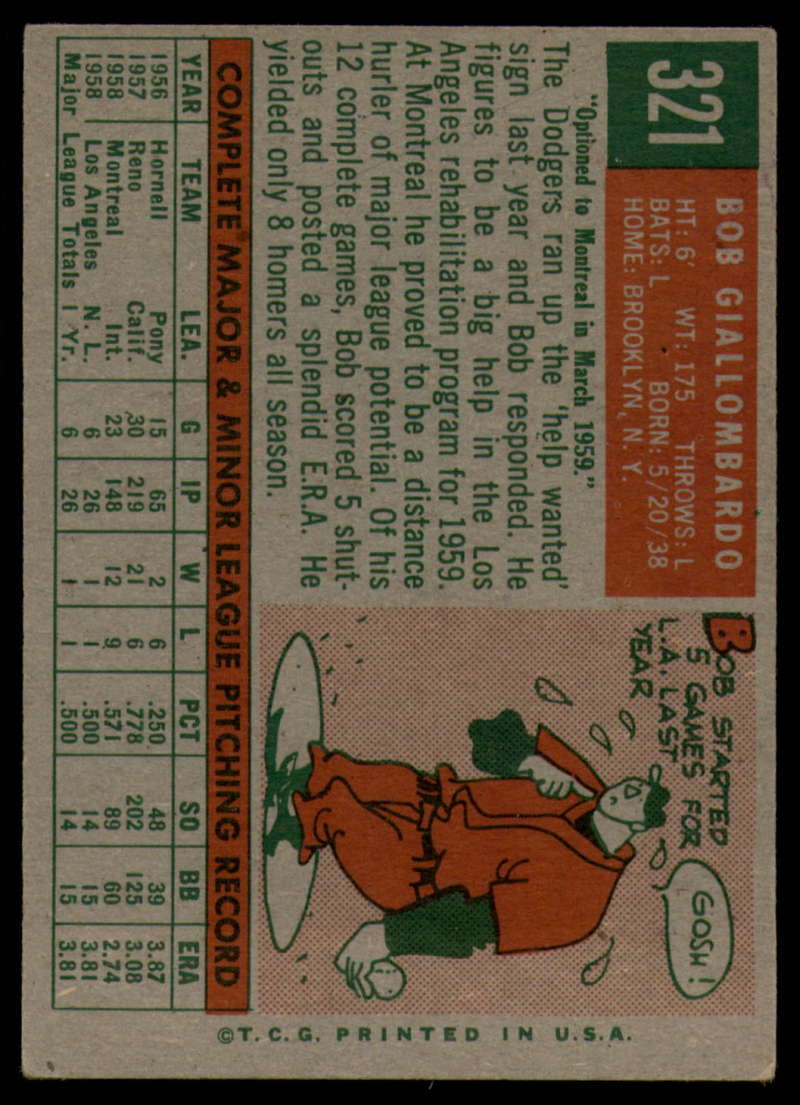 321
BOB GIALLOMBARDO
HT: 6' WT: 175 THROWS: L
BATS: L BORN: 5/20/38
HOME: BROOKLYN, N. Y.
"Optioned to Montreal in March 1959."
The Dodgers ran up the 'help wanted'
sign last year and Bob responded. He
figures to be a big help in the Los
Angeles rehabilitation program for 1959.
At Montreal he proved to be a distance
hurler of major league potential. Of his
12 complete games, Bob scored 5 shut-
outs and posted a splendid E.R.A. He
yielded only 8 homers all season.
BOB STARTED
5 GAMES FOR
L.A. LAST
YEAR
GOSH!
COMPLETE MAJOR & MINOR LEAGUE PITCHING RECORD
YEAR TEAM LEA. G IP W L PCT SO BB ERA
1956 Hornell Pony 15 65 2 6 .250 48 39 3.87
1957 Reno Calif. 30 219 21 6 .778 202 125 3.08
1958 Montreal Int. 23 148 12 9 .571 89 60 2.74
1958 Los Angeles N. L. 6 26 1 1 .500 14 15 3.81
Major League Totals 1 Yr. 6 26 1 1 .500 14 15 3.81
©T.C.G. PRINTED IN U.S.A.